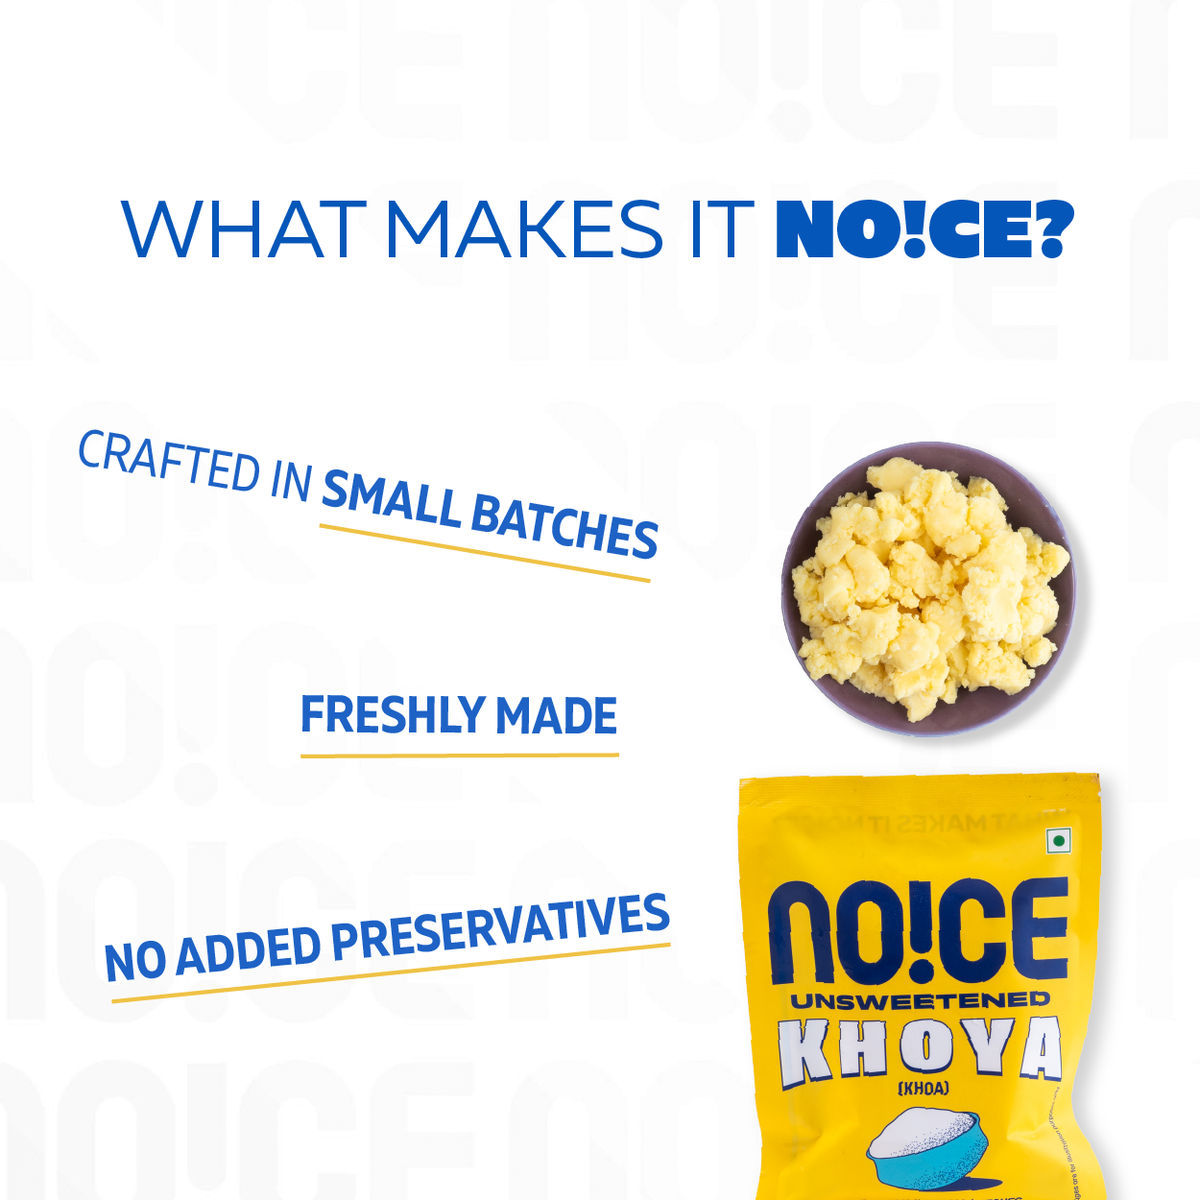 WHAT MAKES IT NO!CE?
CRAFTED IN SMALL BATCHES
FRESHLY MADE
NO ADDED PRESERVATIVES
NO!CE
UNSWEETENED
KHOYA
(KHOA)